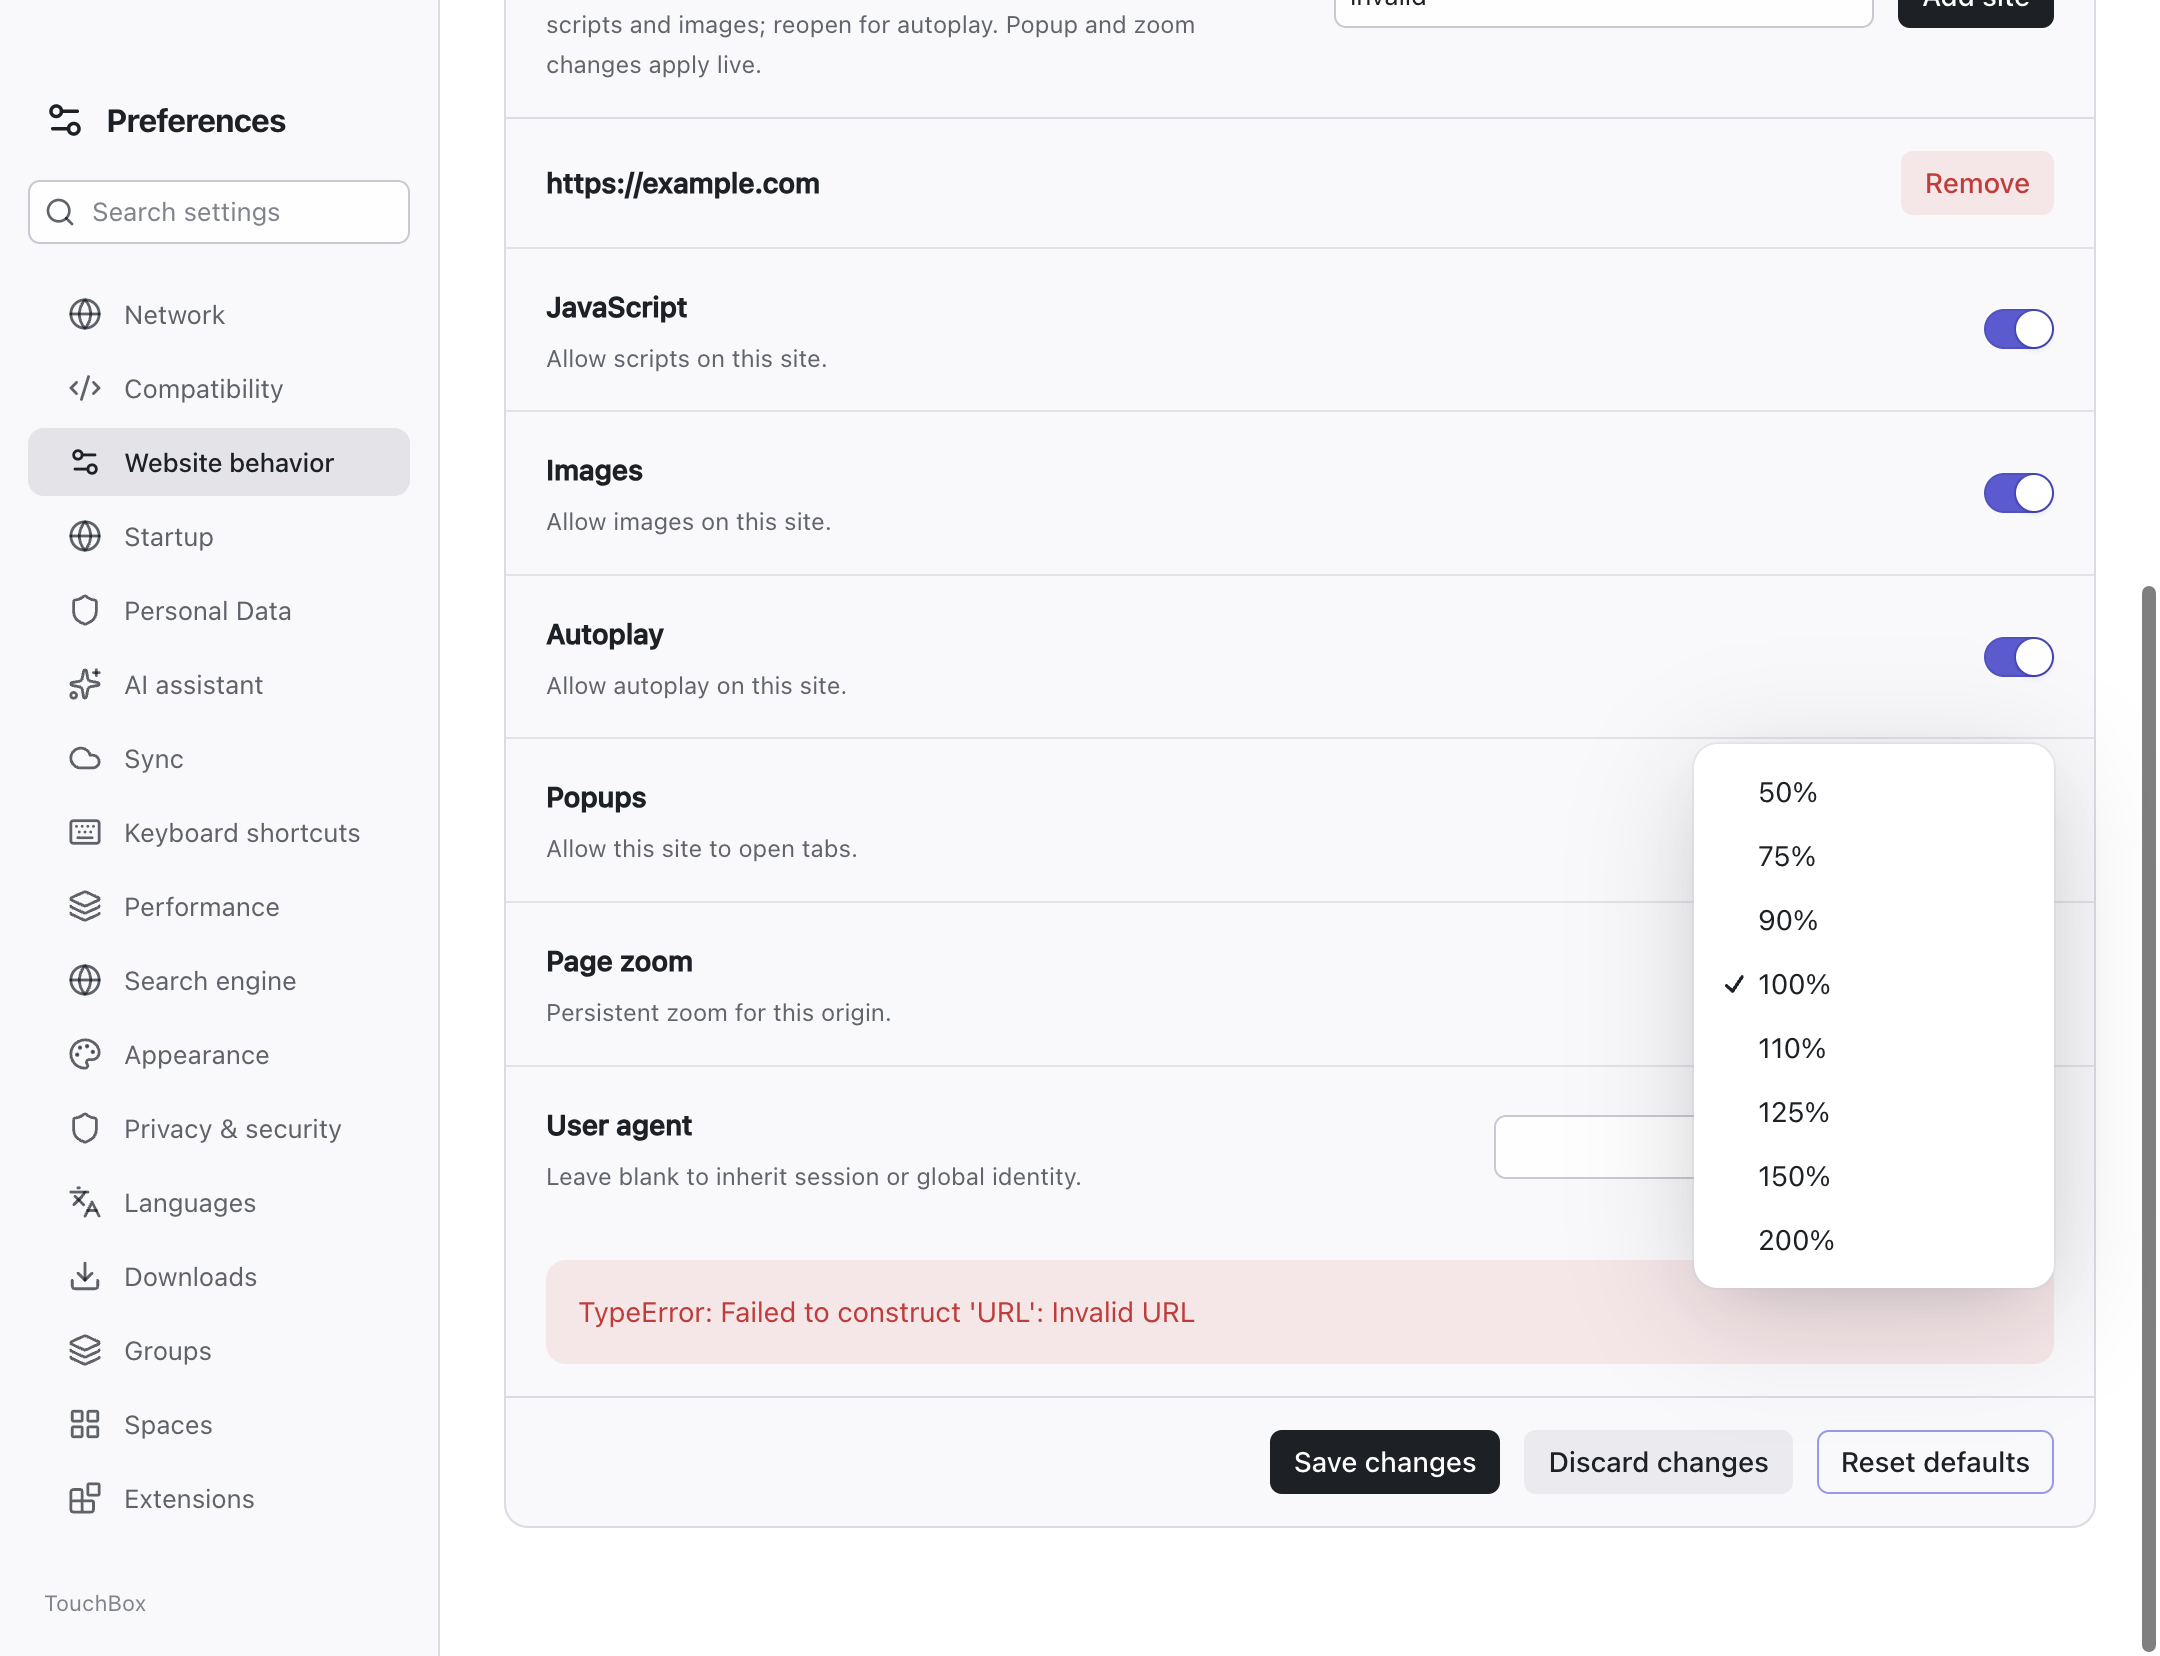 Preferences
Search settings
Network
Compatibility
Website behavior
Startup
Personal Data
AI assistant
Sync
Keyboard shortcuts
Performance
Search engine
Appearance
Privacy & security
Languages
Downloads
Groups
Spaces
Extensions
TouchBox
scripts and images; reopen for autoplay. Popup and zoom
changes apply live.
invalid
Add site
https://example.com
Remove
JavaScript
Allow scripts on this site.
Images
Allow images on this site.
Autoplay
Allow autoplay on this site.
Popups
Allow this site to open tabs.
Page zoom
Persistent zoom for this origin.
50%
75%
90%
100%
110%
125%
150%
200%
User agent
Leave blank to inherit session or global identity.
TypeError: Failed to construct 'URL': Invalid URL
Save changes
Discard changes
Reset defaults